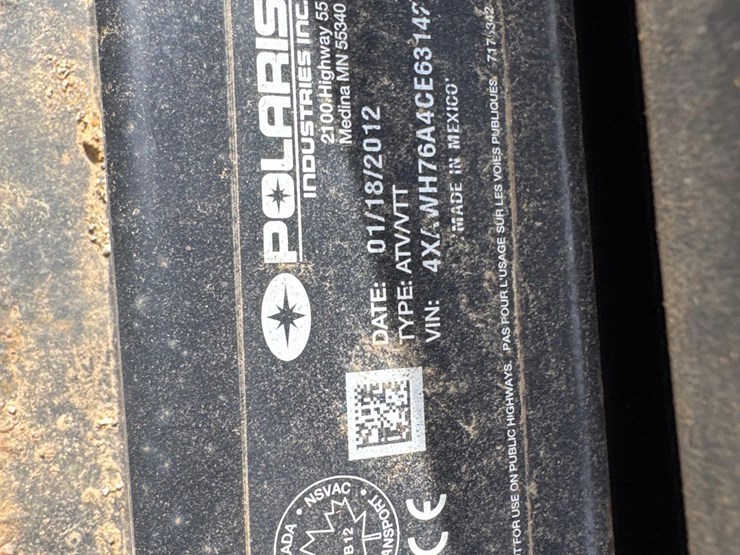 POLARIS
INDUSTRIES INC.
2100 Highway 55
Medina MN 55340
DATE: 01/18/2012
TYPE: ATV/VTT
VIN:
MADE IN MEXICO
NOT FOR USE ON PUBLIC HIGHWAYS. PAS POUR L'USAGE SUR LES VOIES PUBLIQUES.
NSVAC
B12
CE